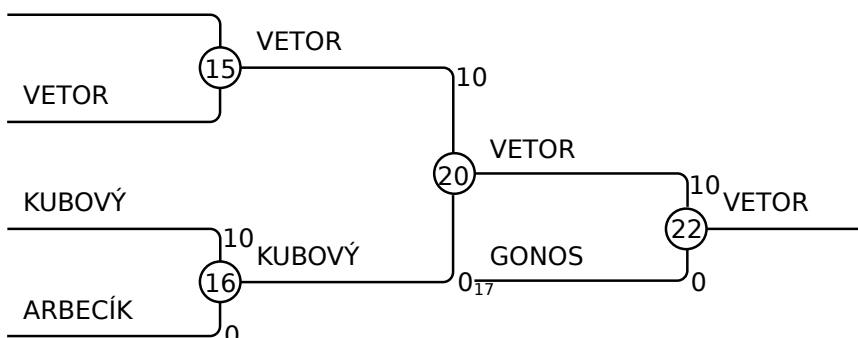 VETOR
15
VETOR
10
VETOR
20
10
VETOR
KUBOVÝ
22
10
KUBOVÝ
GONOS
16
0
17
0
ARBECÍK
0